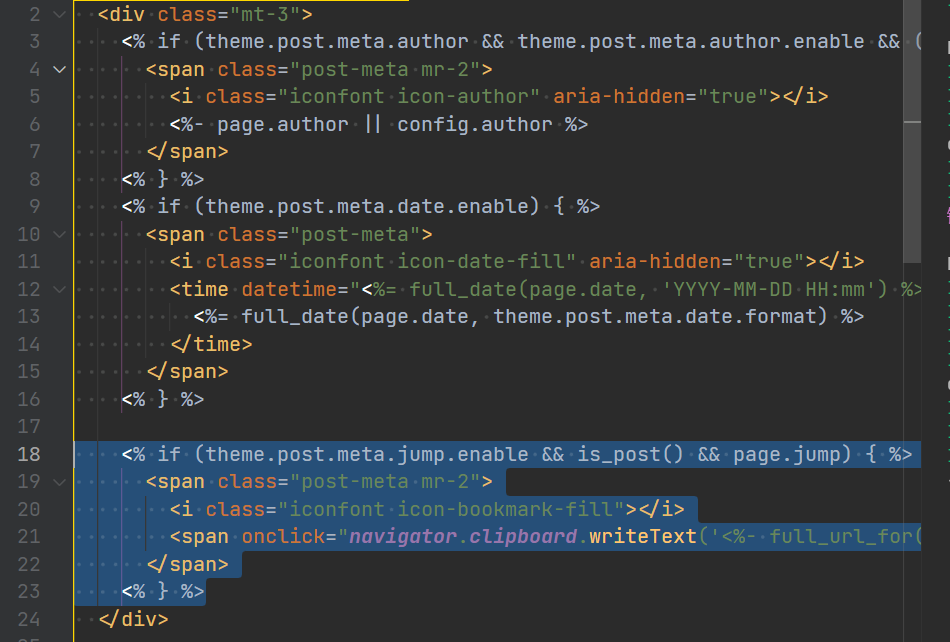 2 <div class="mt-3">
3 <% if (theme.post.meta.author && theme.post.meta.author.enable && (
4 <span class="post-meta mr-2">
5 <i class="iconfont icon-author" aria-hidden="true"></i>
6 <%- page.author || config.author %>
7 </span>
8 <% } %>
9 <% if (theme.post.meta.date.enable) { %>
10 <span class="post-meta">
11 <i class="iconfont icon-date-fill" aria-hidden="true"></i>
12 <time datetime="<%= full_date(page.date, 'YYYY-MM-DD HH:mm') %>
13 <%= full_date(page.date, theme.post.meta.date.format) %>
14 </time>
15 </span>
16 <% } %>
17
18 <% if (theme.post.meta.jump.enable && is_post() && page.jump) { %>
19 <span class="post-meta mr-2">
20 <i class="iconfont icon-bookmark-fill"></i>
21 <span onclick="navigator.clipboard.writeText('<%- full_url_for(
22 </span>
23 <% } %>
24 </div>